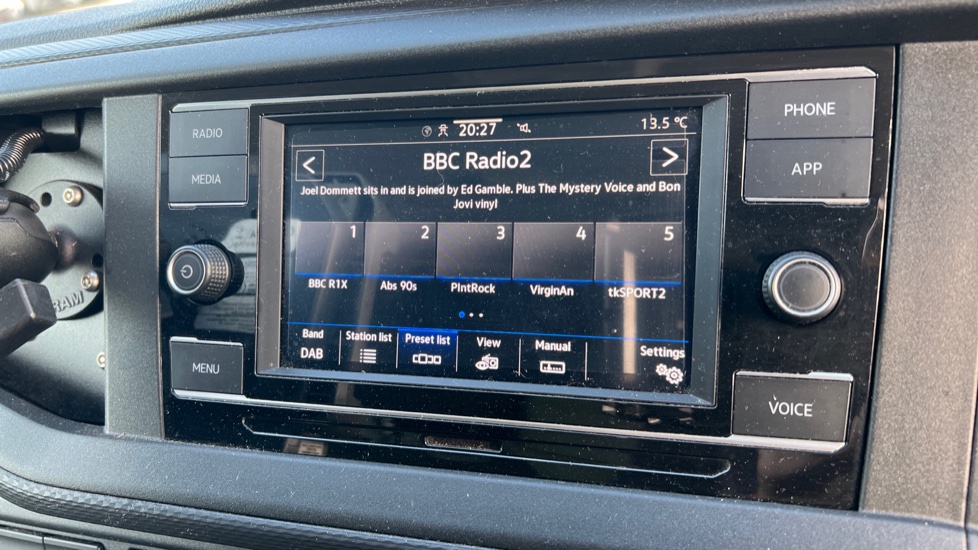 RADIO
MEDIA
MENU
20:27
13.5 °C
<
BBC Radio2
>
Joel Dommett sits in and is joined by Ed Gamble. Plus The Mystery Voice and Bon
Jovi vinyl
1 2 3 4 5
BBC R1X Abs 90s PlntRock VirginAn tkSPORT2
Band Station list Preset list View Manual Settings
DAB
PHONE
APP
VOICE
RAM